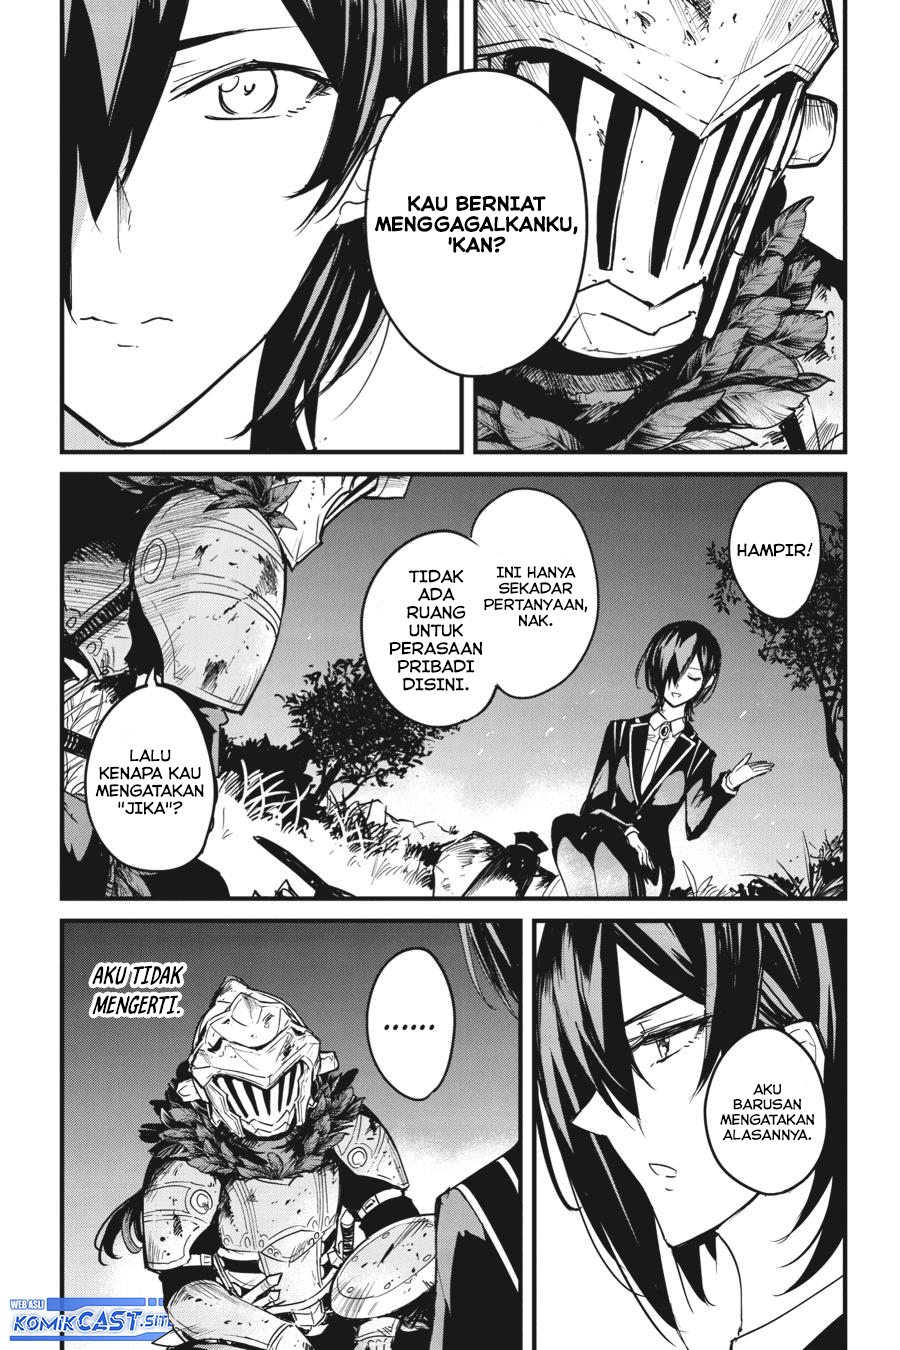 KAU BERNIAT
MENGGAGALKANKU,
'KAN?
HAMPIR!
INI HANYA
SEKADAR
PERTANYAAN,
NAK.
TIDAK
ADA
RUANG
UNTUK
PERASAAN
PRIBADI
DISINI.
LALU
KENAPA KAU
MENGATAKAN
"JIKA"?
AKU
BARUSAN
MENGATAKAN
ALASANNYA.
......
AKU TIDAK
MENGERTI.
WEB ASLI
KOMIKCAST.SITE